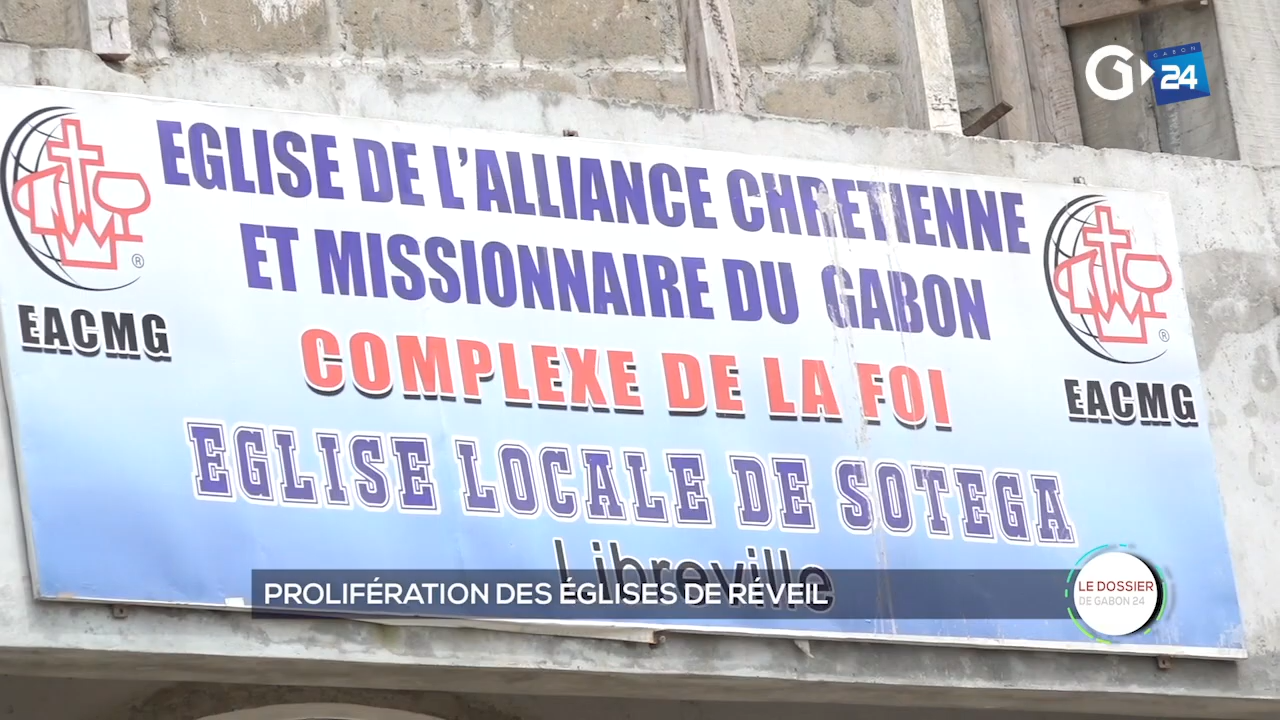 GABON
G 24
EGLISE DE L'ALLIANCE CHRETIENNE
ET MISSIONNAIRE DU GABON
COMPLEXE DE LA FOI
EGLISE LOCALE DE SOTEGA
Libreville
®
EACMG
®
EACMG
PROLIFÉRATION DES ÉGLISES DE RÉVEIL
LE DOSSIER
DE GABON 24